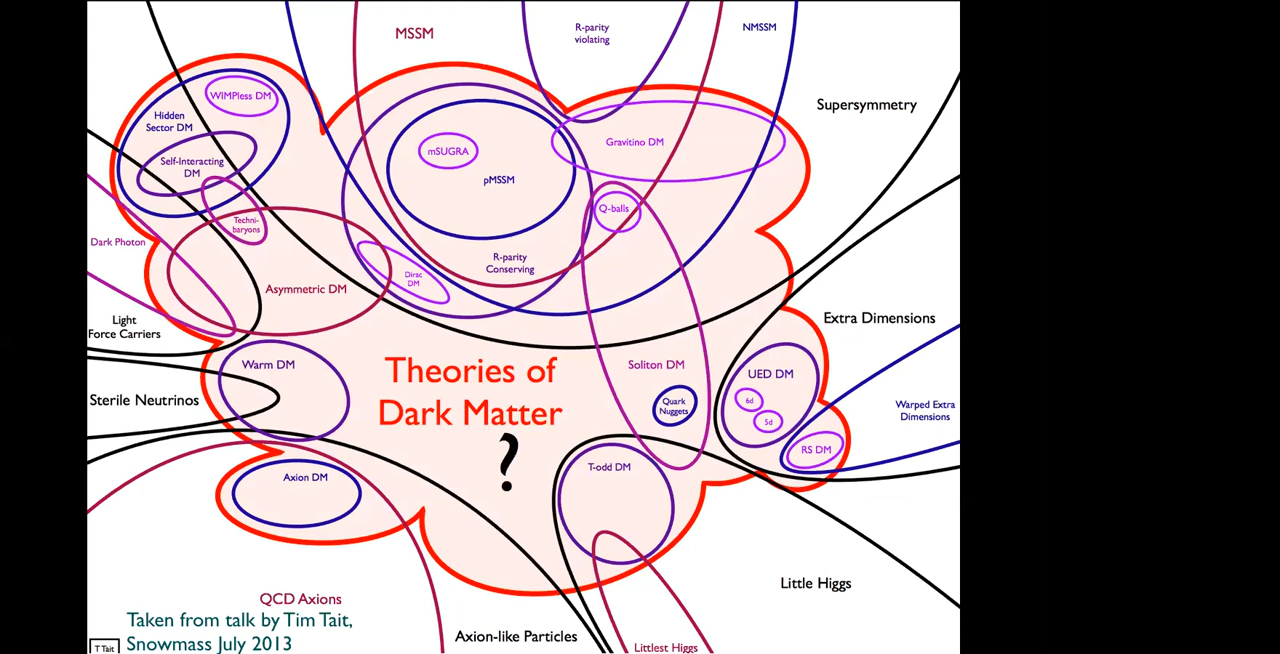 MSSM
R-parity
violating
NMSSM
Supersymmetry
WIMPless DM
Hidden
Sector DM
Self-Interacting
DM
Techni-
baryons
mSUGRA
pMSSM
Gravitino DM
Q-balls
R-parity
Conserving
Dirac
DM
Dark Photon
Asymmetric DM
Light
Force Carriers
Extra Dimensions
Warm DM
Sterile Neutrinos
Theories of
Dark Matter
?
Soliton DM
Quark
Nuggets
UED DM
6d
5d
Warped Extra
Dimensions
RS DM
Axion DM
T-odd DM
Little Higgs
QCD Axions
Taken from talk by Tim Tait,
Snowmass July 2013
T Tait
Axion-like Particles
Littlest Higgs